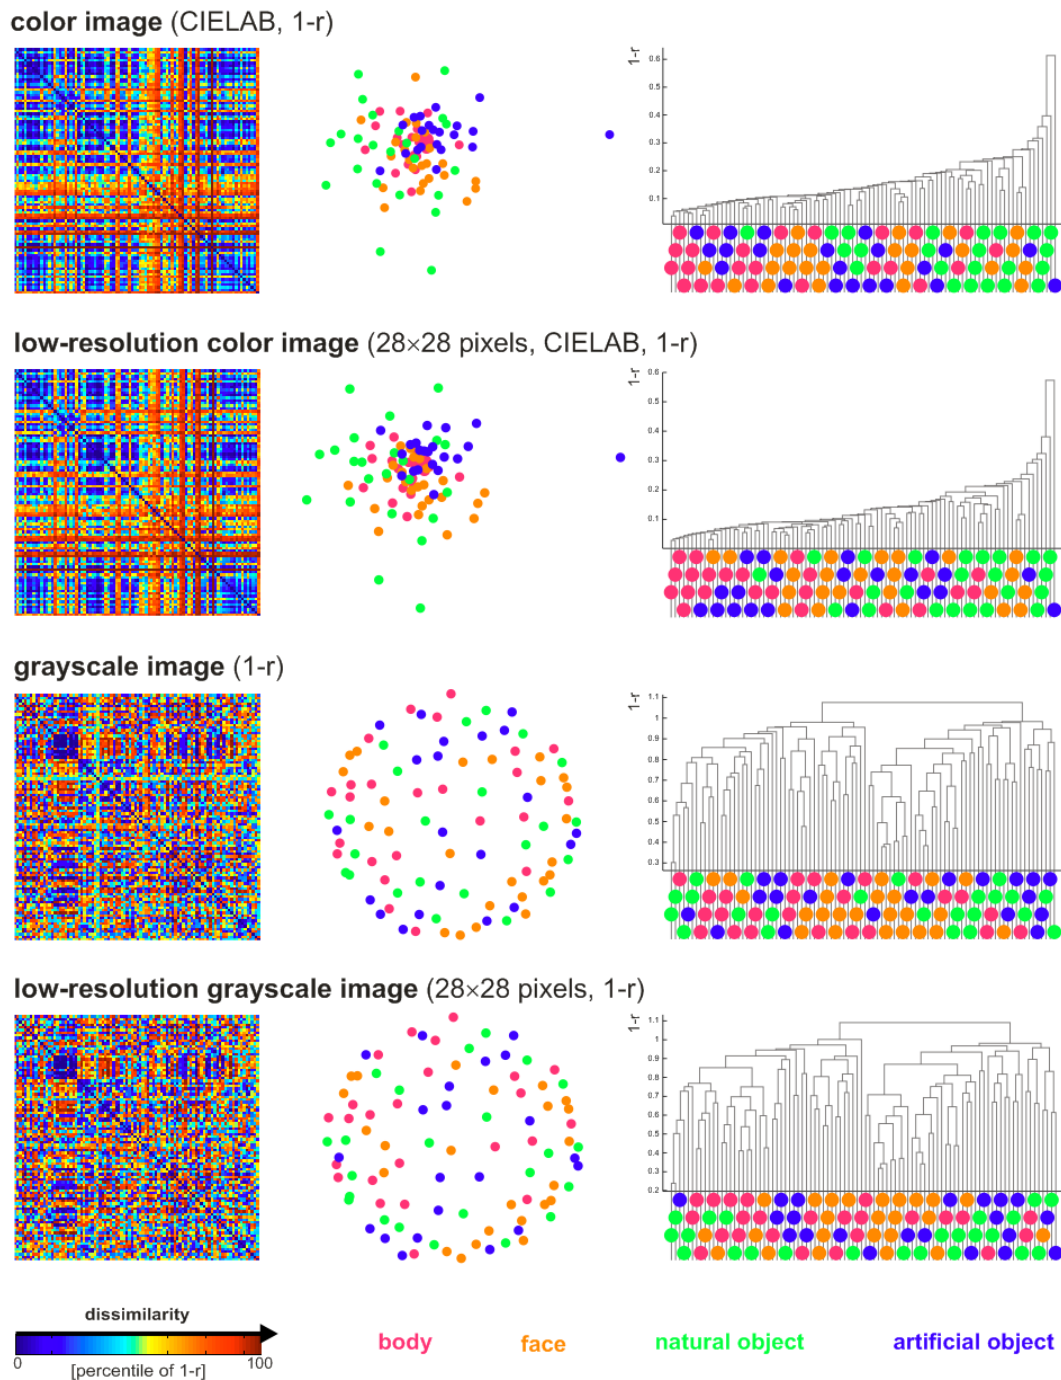 color image (CIELAB, 1-r)
1-r
0.6
0.5
0.4
0.3
0.2
0.1
low-resolution color image (28×28 pixels, CIELAB, 1-r)
1-r
0.6
0.5
0.4
0.3
0.2
0.1
grayscale image (1-r)
1-r
1.1
1
0.9
0.8
0.7
0.6
0.5
0.4
0.3
low-resolution grayscale image (28×28 pixels, 1-r)
1-r
1.1
1
0.9
0.8
0.7
0.6
0.5
0.4
0.3
0.2
dissimilarity
0 100
[percentile of 1-r]
body face natural object artificial object